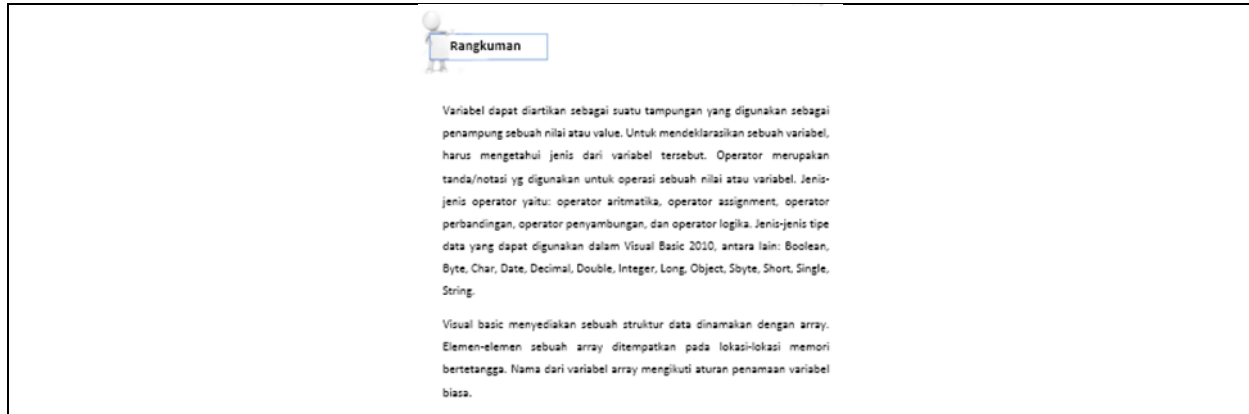 Rangkuman
Variabel dapat diartikan sebagai suatu tampungan yang digunakan sebagai
penampung sebuah nilai atau value. Untuk mendeklarasikan sebuah variabel,
harus mengetahui jenis dari variabel tersebut. Operator merupakan
tanda/notasi yg digunakan untuk operasi sebuah nilai atau variabel. Jenis-
jenis operator yaitu: operator aritmatika, operator assignment, operator
perbandingan, operator penyambungan, dan operator logika. Jenis-jenis tipe
data yang dapat digunakan dalam Visual Basic 2010, antara lain: Boolean,
Byte, Char, Date, Decimal, Double, Integer, Long, Object, Sbyte, Short, Single,
String.
Visual basic menyediakan sebuah struktur data dinamakan dengan array.
Elemen-elemen sebuah array ditempatkan pada lokasi-lokasi memori
bertetangga. Nama dari variabel array mengikuti aturan penamaan variabel
biasa.